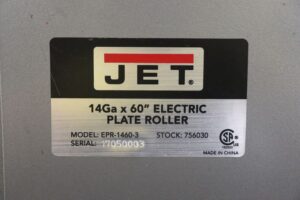 JET.
14Ga x 60" ELECTRIC
PLATE ROLLER
MODEL: EPR-1460-3 STOCK: 756030
SERIAL: 17050003
MADE IN CHINA